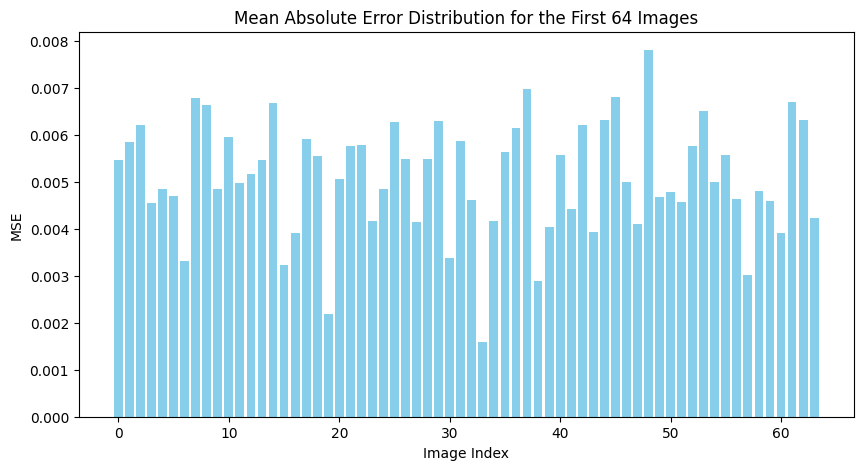 Mean Absolute Error Distribution for the First 64 Images
0.008
0.007
0.006
0.005
0.004
0.003
0.002
0.001
0.000
MSE
0 10 20 30 40 50 60
Image Index